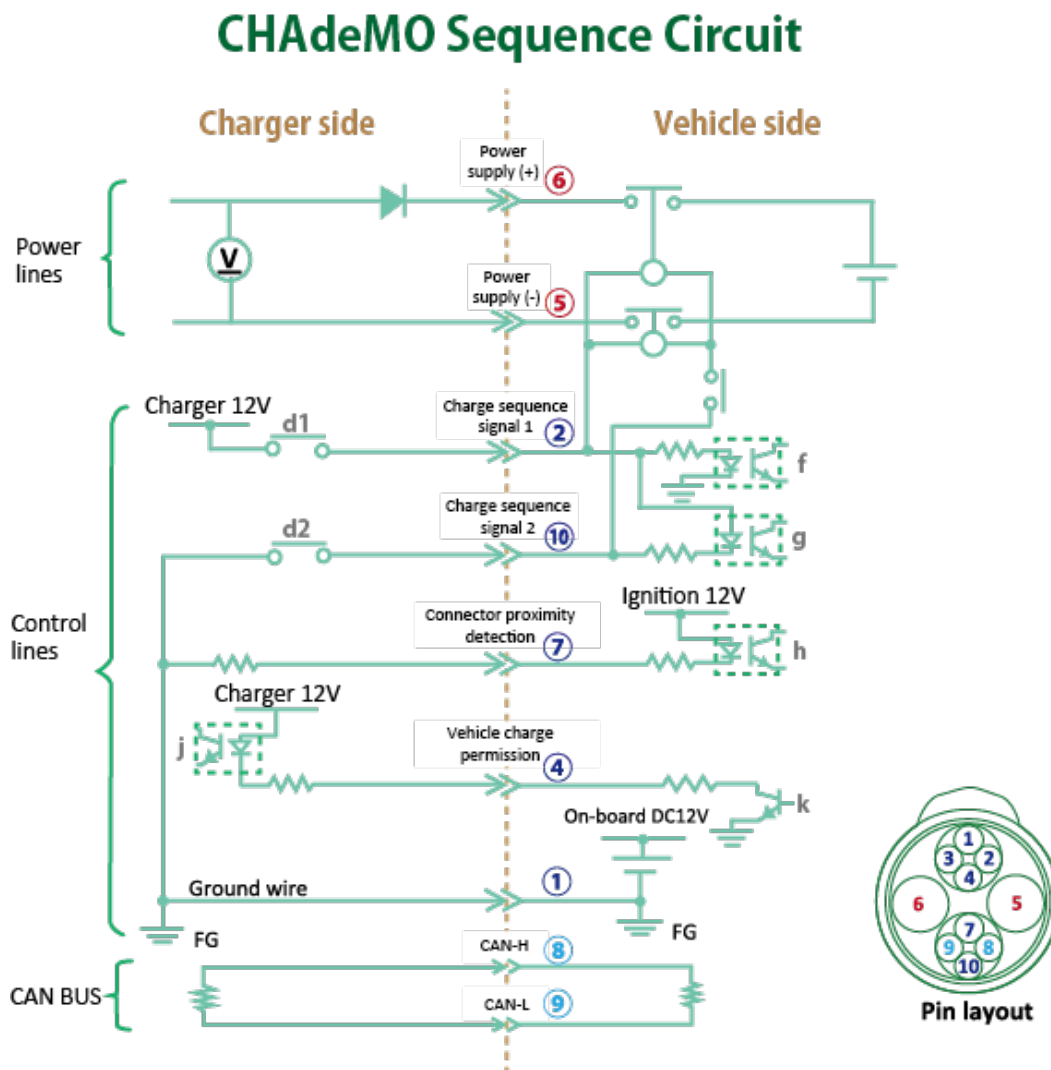 CHAdeMO Sequence Circuit
Charger side
Vehicle side
Power
supply (+)
6
Power
lines
V
Power
supply (-)
5
Charger 12V
d1
Charge sequence
signal 1
2
f
d2
Charge sequence
signal 2
10
g
Control
lines
Connector proximity
detection
7
Ignition 12V
h
Charger 12V
j
Vehicle charge
permission
4
k
On-board DC12V
Ground wire
1
FG
FG
CAN BUS
CAN-H
8
CAN-L
9
1
3
2
4
6
5
7
9
8
10
Pin layout